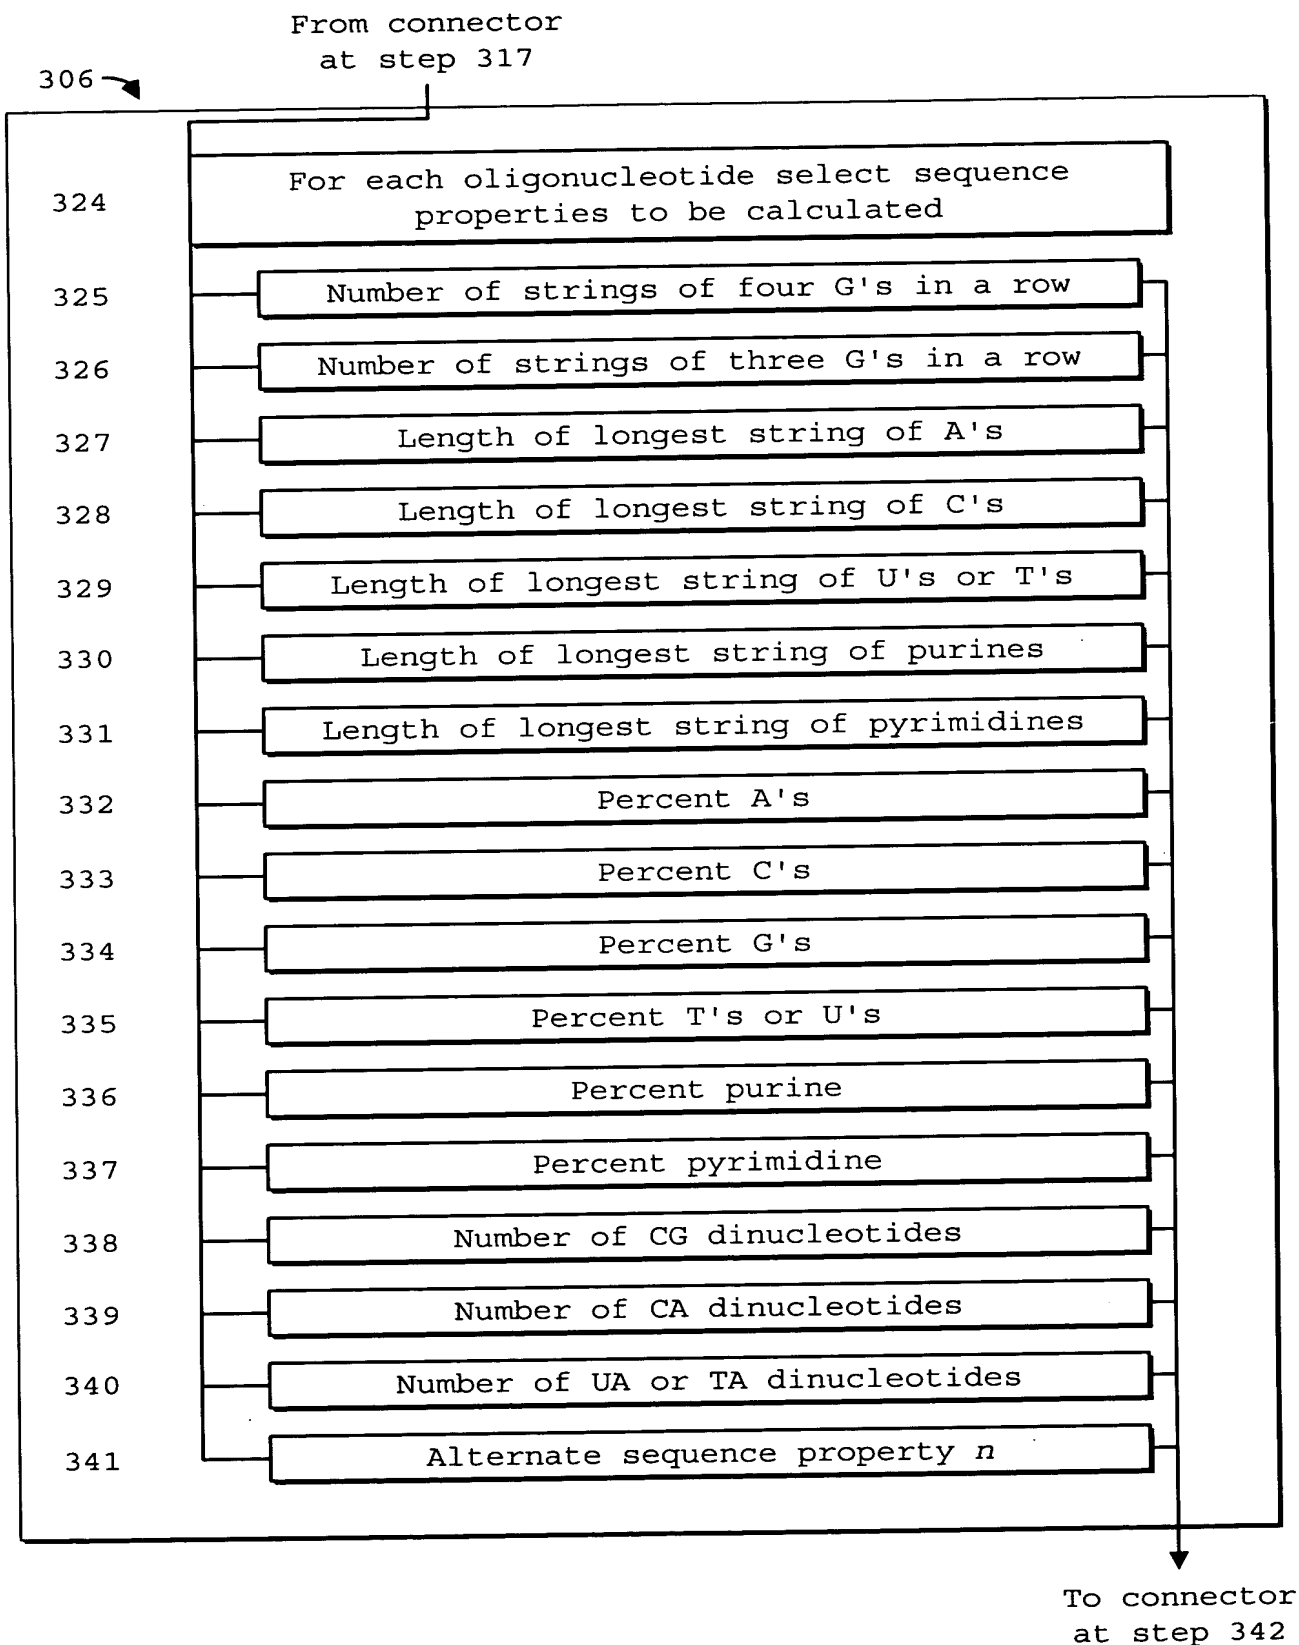 From connector
at step 317
306
324
For each oligonucleotide select sequence
properties to be calculated
325
Number of strings of four G's in a row
326
Number of strings of three G's in a row
327
Length of longest string of A's
328
Length of longest string of C's
329
Length of longest string of U's or T's
330
Length of longest string of purines
331
Length of longest string of pyrimidines
332
Percent A's
333
Percent C's
334
Percent G's
335
Percent T's or U's
336
Percent purine
337
Percent pyrimidine
338
Number of CG dinucleotides
339
Number of CA dinucleotides
340
Number of UA or TA dinucleotides
341
Alternate sequence property n
To connector
at step 342